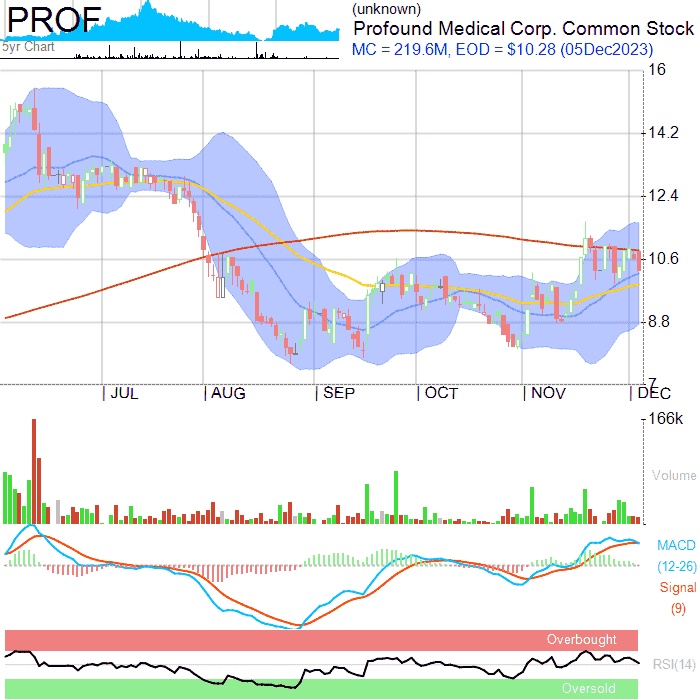 PROF
(unknown)
Profound Medical Corp. Common Stock
MC = 219.6M, EOD = $10.28 (05Dec2023)
5yr Chart
16
14.2
12.4
10.6
8.8
7
JUL AUG SEP OCT NOV DEC
166k
Volume
MACD
(12-26)
Signal
(9)
Overbought
RSI(14)
Oversold